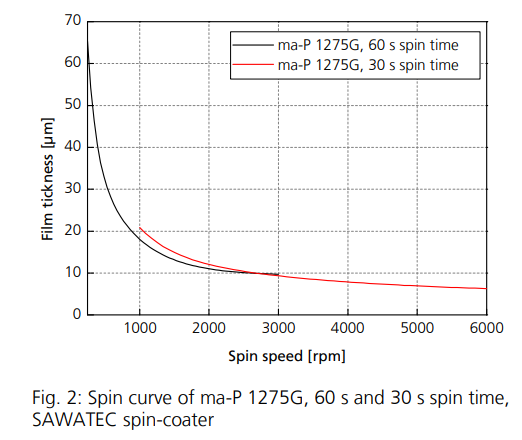 70
60
50
40
30
20
10
0
Film tickness [µm]
ma-P 1275G, 60 s spin time
ma-P 1275G, 30 s spin time
1000 2000 3000 4000 5000 6000
Spin speed [rpm]
Fig. 2: Spin curve of ma-P 1275G, 60 s and 30 s spin time,
SAWATEC spin-coater